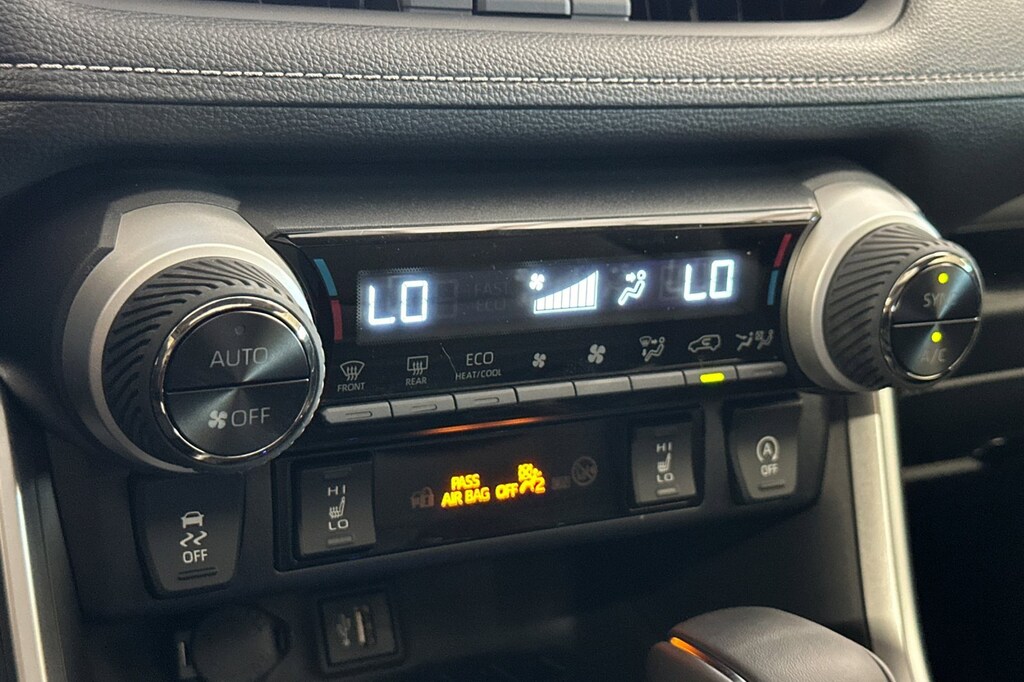 LO
LO
AUTO
OFF
SYNC
A/C
FRONT
REAR
ECO
HEAT/COOL
HI
LO
PASS
AIR BAG OFF 2
HI
LO
A
OFF
OFF